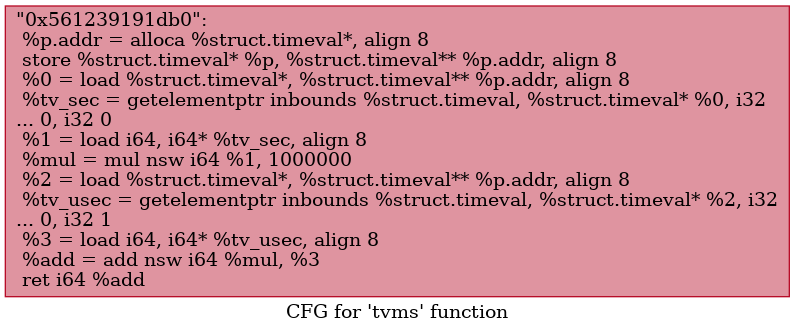 "0x561239191db0":
%p.addr = alloca %struct.timeval*, align 8
store %struct.timeval* %p, %struct.timeval** %p.addr, align 8
%0 = load %struct.timeval*, %struct.timeval** %p.addr, align 8
%tv_sec = getelementptr inbounds %struct.timeval, %struct.timeval* %0, i32
... 0, i32 0
%1 = load i64, i64* %tv_sec, align 8
%mul = mul nsw i64 %1, 1000000
%2 = load %struct.timeval*, %struct.timeval** %p.addr, align 8
%tv_usec = getelementptr inbounds %struct.timeval, %struct.timeval* %2, i32
... 0, i32 1
%3 = load i64, i64* %tv_usec, align 8
%add = add nsw i64 %mul, %3
ret i64 %add
CFG for 'tvms' function